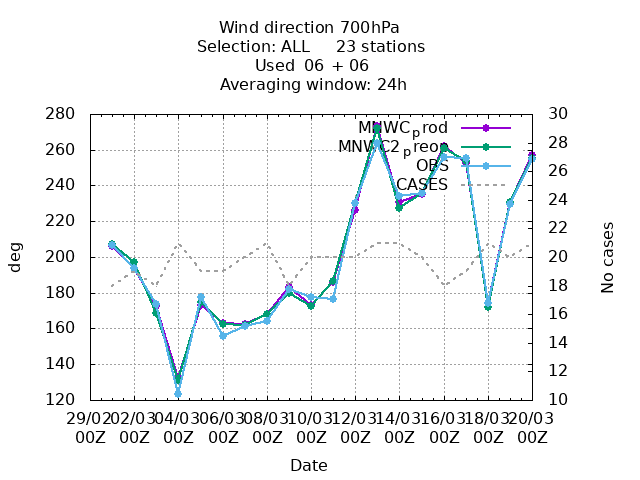 Wind direction 700hPa
Selection: ALL 23 stations
Used 06 + 06
Averaging window: 24h
280 30
260 28
240 26
220 24
200 22
180 20
160 18
140 16
120 14
12
10
deg
No cases
MNWCprod
MNWC2preop
OBS
CASES
29/02 02/03 04/03 06/03 08/03 10/03 12/03 14/03 16/03 18/03 20/03
00Z 00Z 00Z 00Z 00Z 00Z 00Z 00Z 00Z 00Z 00Z
Date